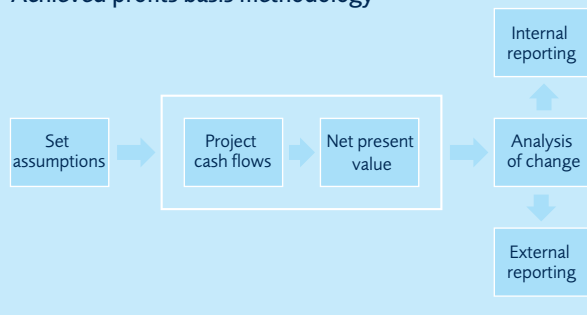 Achieved profits basis methodology
Internal
reporting
Set
assumptions
Project
cash flows
Net present
value
Analysis
of change
External
reporting